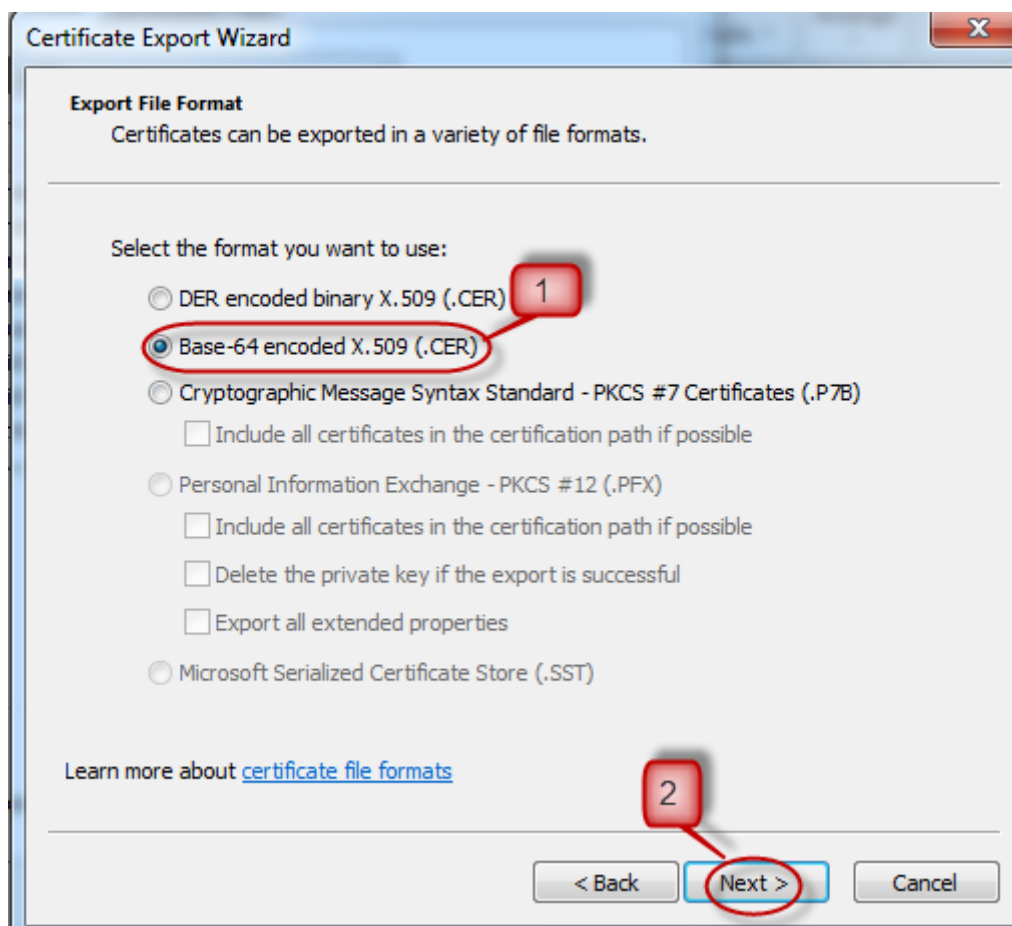 Certificate Export Wizard
Export File Format
Certificates can be exported in a variety of file formats.
Select the format you want to use:
DER encoded binary X.509 (.CER)
1
Base-64 encoded X.509 (.CER)
Cryptographic Message Syntax Standard - PKCS #7 Certificates (.P7B)
Include all certificates in the certification path if possible
Personal Information Exchange - PKCS #12 (.PFX)
Include all certificates in the certification path if possible
Delete the private key if the export is successful
Export all extended properties
Microsoft Serialized Certificate Store (.SST)
Learn more about certificate file formats
2
< Back Next > Cancel